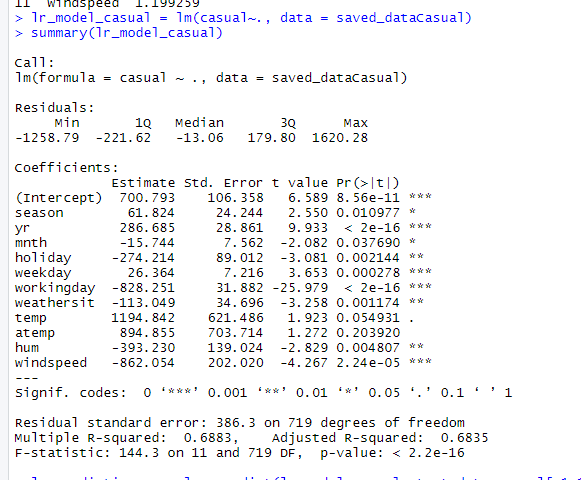 11  windspeed  1.199259
> lr_model_casual = lm(casual~., data = saved_dataCasual)
> summary(lr_model_casual)
Call:
lm(formula = casual ~ ., data = saved_dataCasual)
Residuals:
     Min       1Q   Median       3Q      Max
-1258.79  -221.62   -13.06   179.80  1620.28
Coefficients:
            Estimate Std. Error t value Pr(>|t|)
(Intercept)  700.793    106.358   6.589 8.56e-11 ***
season        61.824     24.244   2.550 0.010977 *
yr           286.685     28.861   9.933  < 2e-16 ***
mnth         -15.744      7.562  -2.082 0.037690 *
holiday     -274.214     89.012  -3.081 0.002144 **
weekday       26.364      7.216   3.653 0.000278 ***
workingday  -828.251     31.882 -25.979  < 2e-16 ***
weathersit  -113.049     34.696  -3.258 0.001174 **
temp        1194.842    621.486   1.923 0.054931 .
atemp        894.855    703.714   1.272 0.203920
hum         -393.230    139.024  -2.829 0.004807 **
windspeed   -862.054    202.020  -4.267 2.24e-05 ***
---
Signif. codes:  0 ‘***’ 0.001 ‘**’ 0.01 ‘*’ 0.05 ‘.’ 0.1 ‘ ’ 1
Residual standard error: 386.3 on 719 degrees of freedom
Multiple R-squared:  0.6883,    Adjusted R-squared:  0.6835
F-statistic: 144.3 on 11 and 719 DF,  p-value: < 2.2e-16